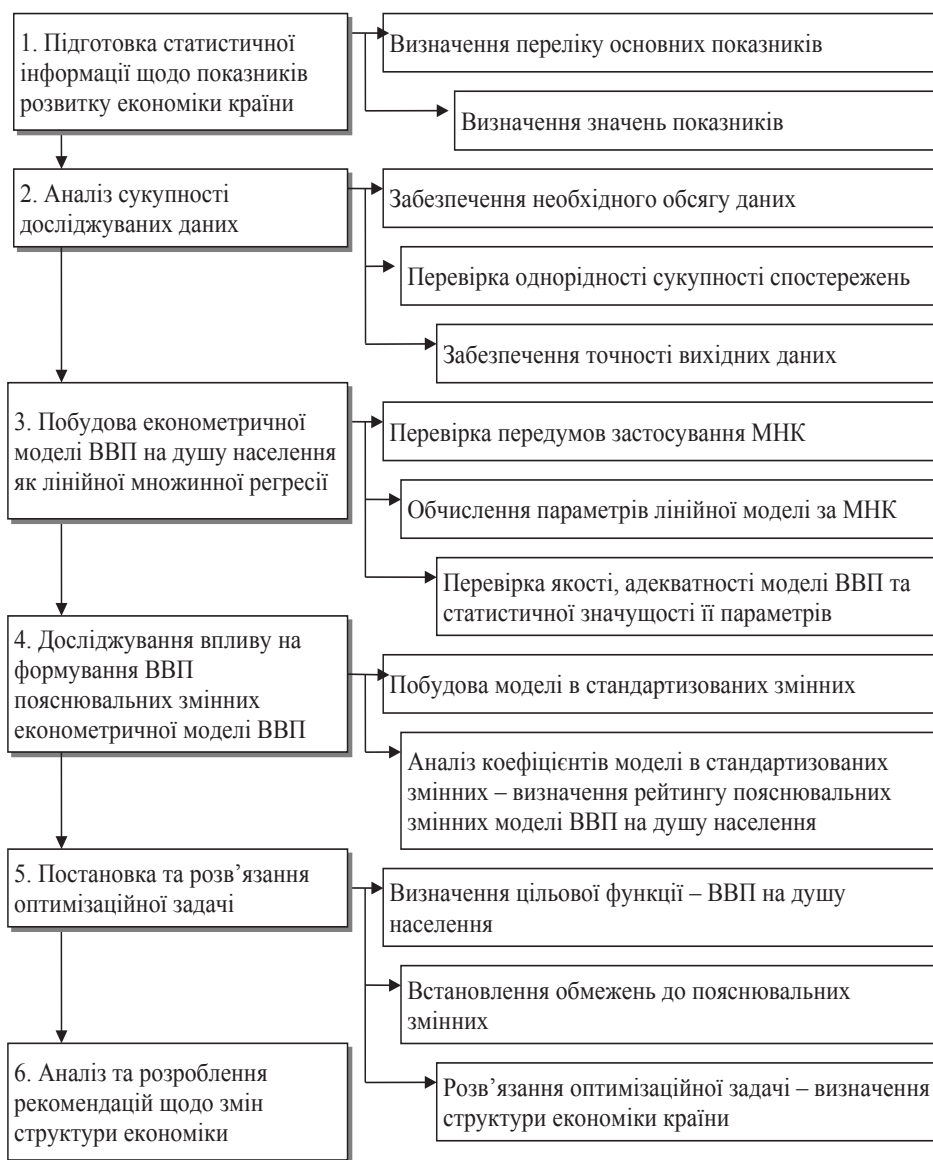 1. Підготовка статистичної
інформації щодо показників
розвитку економіки країни
Визначення переліку основних показників
Визначення значень показників
2. Аналіз сукупності
досліджуваних даних
Забезпечення необхідного обсягу даних
Перевірка однорідності сукупності спостережень
Забезпечення точності вихідних даних
3. Побудова економетричної
моделі ВВП на душу населення
як лінійної множинної регресії
Перевірка передумов застосування МНК
Обчислення параметрів лінійної моделі за МНК
Перевірка якості, адекватності моделі ВВП та
статистичної значущості її параметрів
4. Досліджування впливу на
формування ВВП
пояснювальних змінних
економетричної моделі ВВП
Побудова моделі в стандартизованих змінних
Аналіз коефіцієнтів моделі в стандартизованих
змінних – визначення рейтингу пояснювальних
змінних моделі ВВП на душу населення
5. Постановка та розв’язання
оптимізаційної задачі
Визначення цільової функції – ВВП на душу
населення
Встановлення обмежень до пояснювальних
змінних
Розв’язання оптимізаційної задачі – визначення
структури економіки країни
6. Аналіз та розроблення
рекомендацій щодо змін
структури економіки